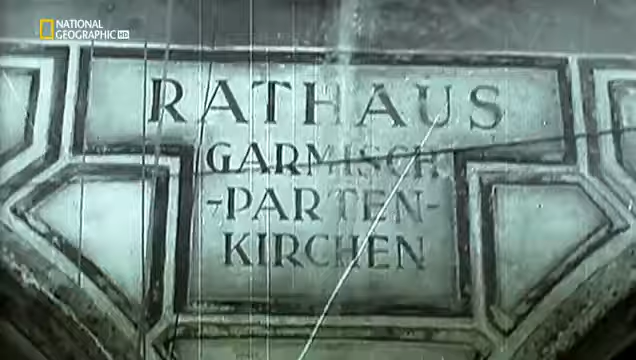 NATIONAL
GEOGRAPHIC HD
RATHAUS
GARMISCH
-PARTEN-
KIRCHEN